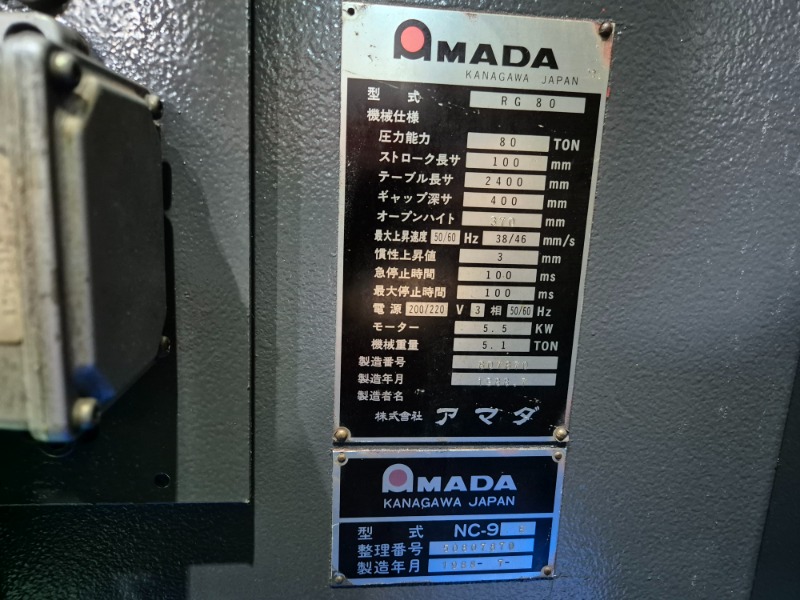 AMADA
KANAGAWA JAPAN
型式 RG 80
機械仕様
圧力能力 80 TON
ストローク長サ 100 mm
テーブル長サ 2400 mm
ギャップ深サ 400 mm
オープンハイト 370 mm
最大上昇速度 50/60 Hz 38/46 mm/s
慣性上昇値 3 mm
急停止時間 100 ms
最大停止時間 100 ms
電源 200/220 V 3 相 50/60 Hz
モーター 5.5 KW
機械重量 5.1 TON
製造番号
製造年月
製造者名
株式會社 アマダ
AMADA
KANAGAWA JAPAN
型式 NC-9
整理番号
製造年月